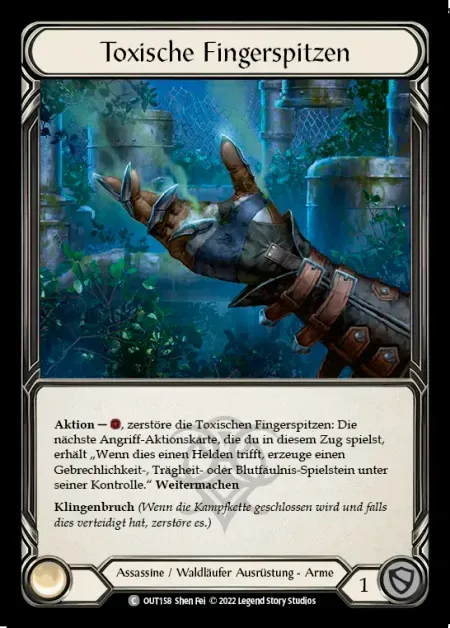 Toxische Fingerspitzen
Aktion — , zerstöre die Toxischen Fingerspitzen: Die
nächste Angriff-Aktionskarte, die du in diesem Zug spielst,
erhält „Wenn dies einen Helden trifft, erzeuge einen
Gebrechlichkeit-, Trägheit- oder Blutfäulnis-Spielstein unter
seiner Kontrolle.“ Weitermachen
Klingenbruch (Wenn die Kampfkette geschlossen wird und falls
dies verteidigt hat, zerstöre es.)
Assassine / Waldläufer Ausrüstung - Arme
1
C OUT158 Shen Fei © 2022 Legend Story Studios